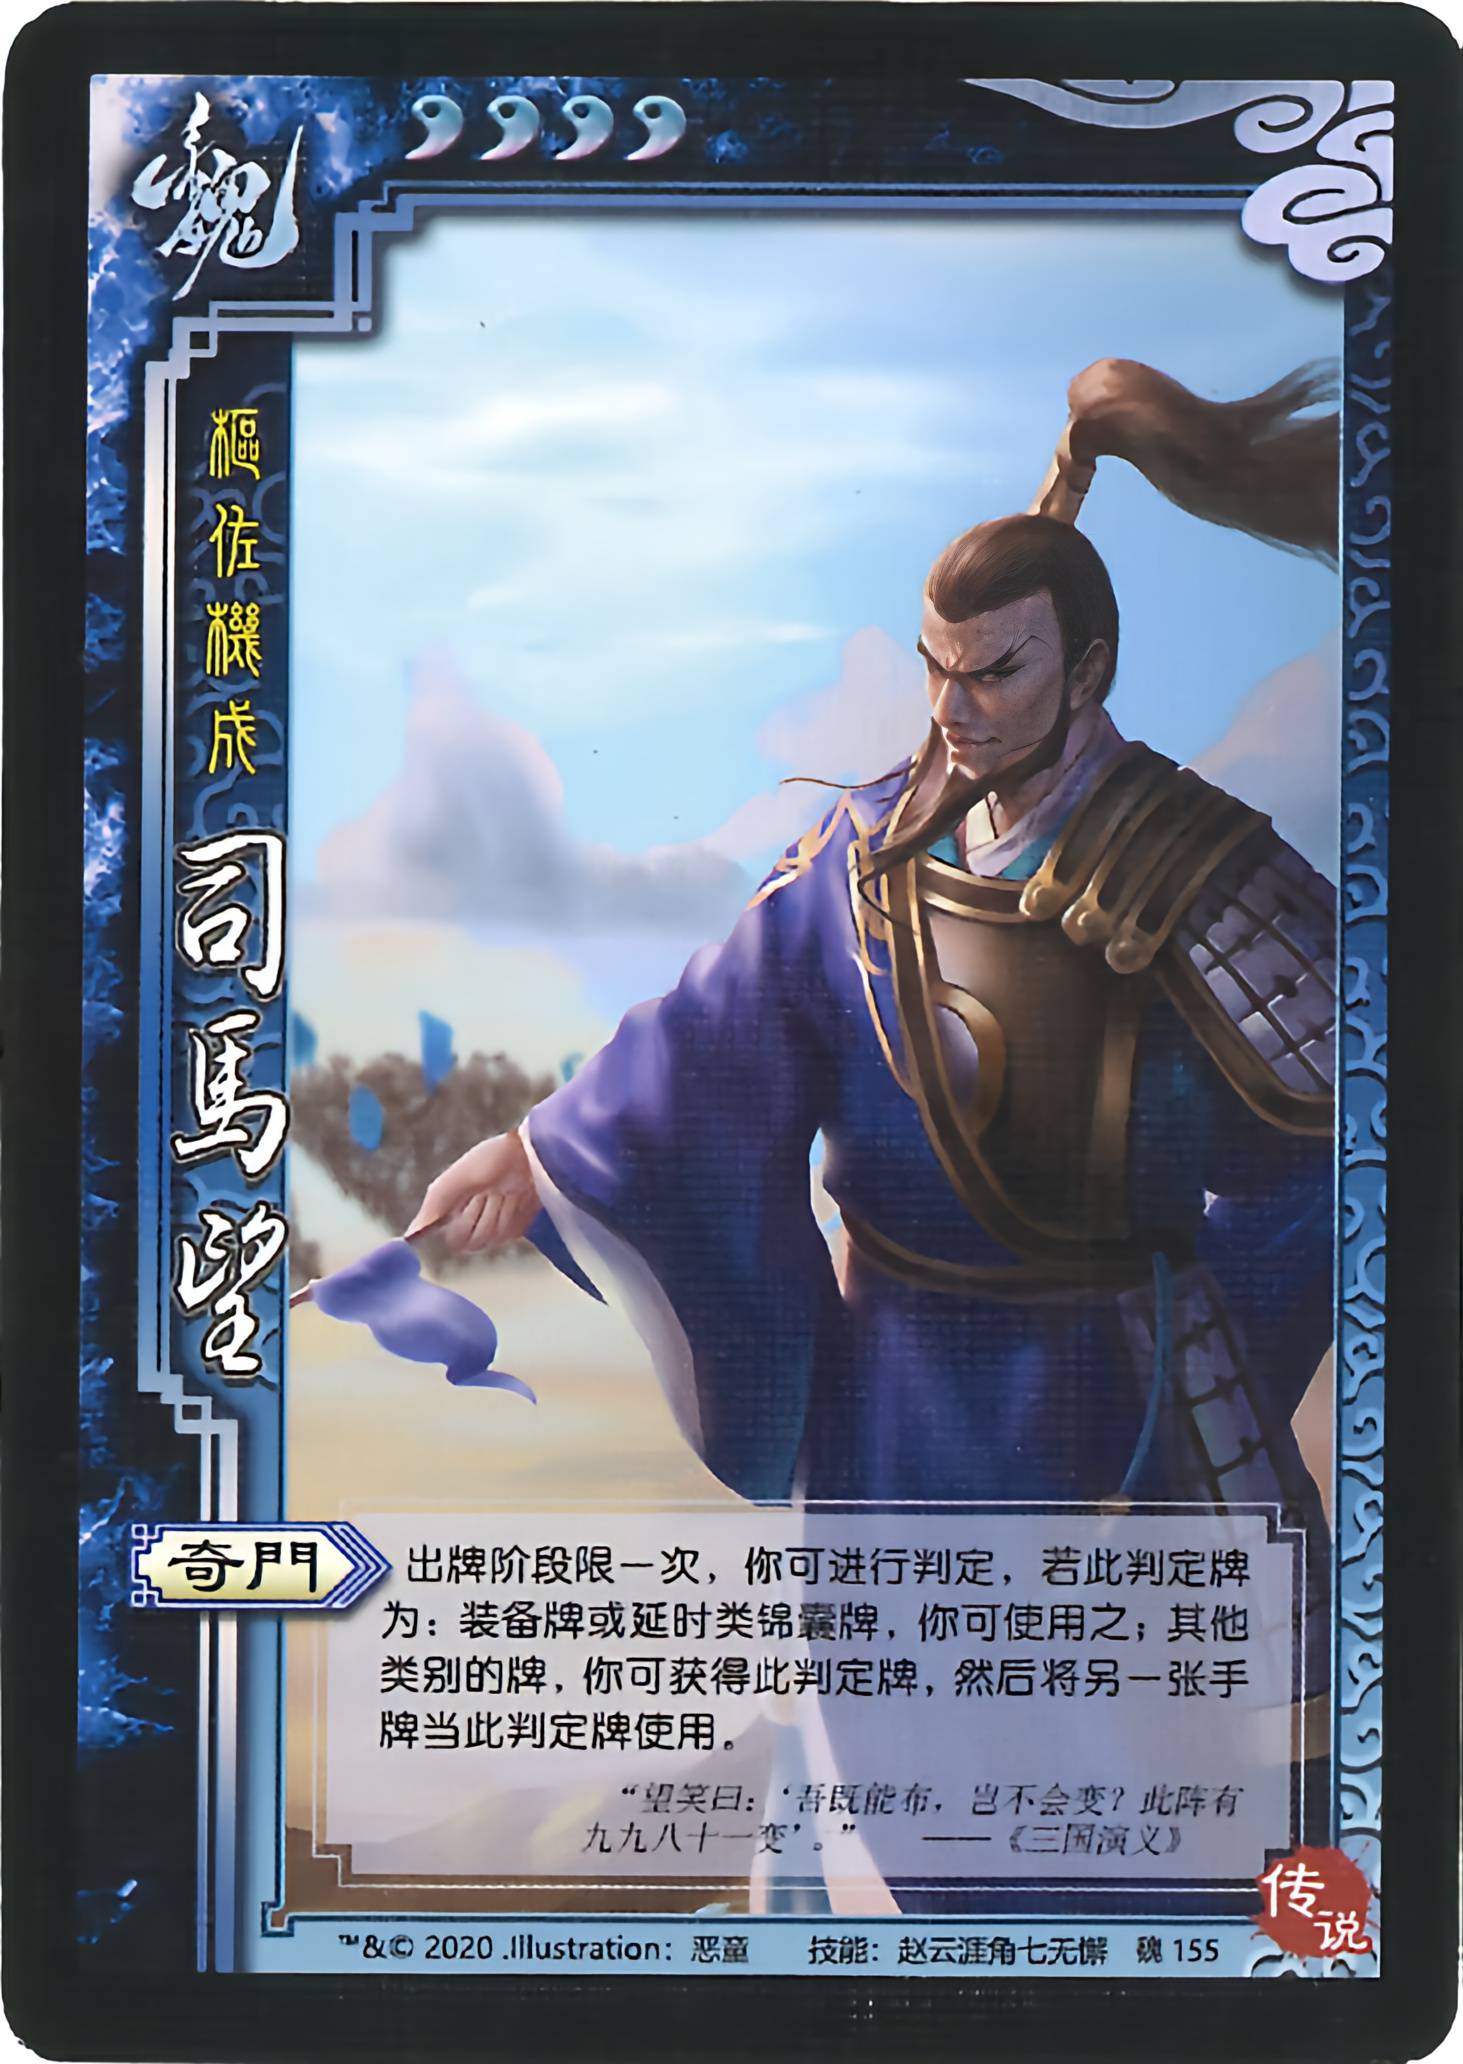 魏
樞佐機成
司馬望
奇門
出牌阶段限一次，你可进行判定，若此判定牌
为：装备牌或延时类锦囊牌，你可使用之；其他
类别的牌，你可获得此判定牌，然后将另一张手
牌当此判定牌使用。
“望笑曰：‘吾既能布，岂不会变？此阵有
九九八十一变’。” ——《三国演义》
传说
™&© 2020 .Illustration：恶童 技能：赵云涯角七无懈 魏 155